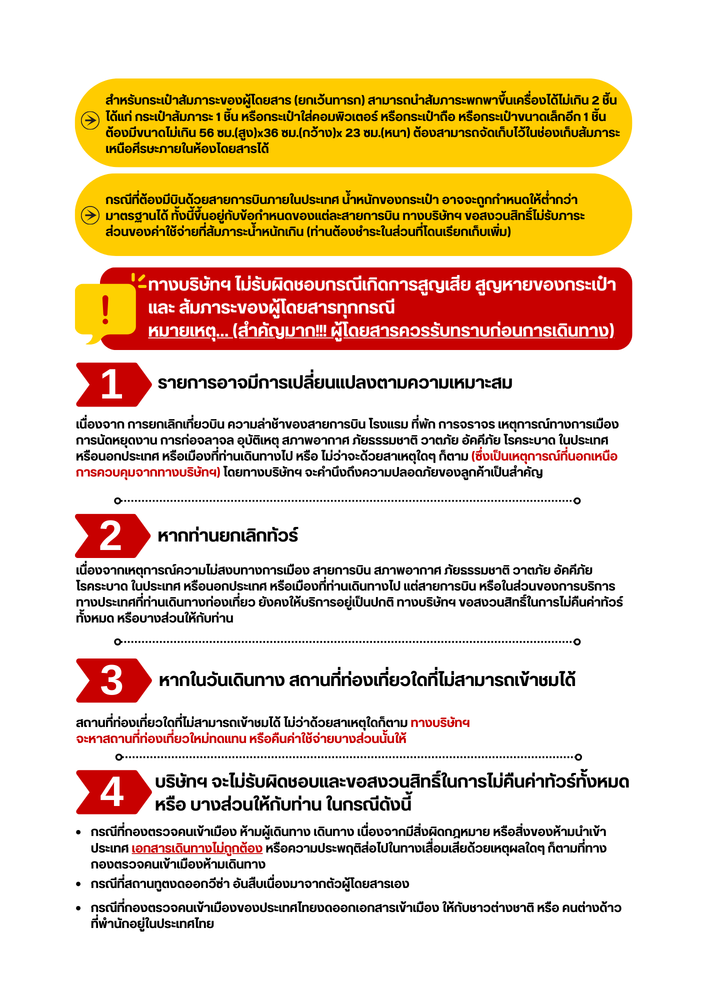 สำหรับกระเป๋าสัมภาระของผู้โดยสาร (ยกเว้นทารก) สามารถนำสัมภาระพกพาขึ้นเครื่องได้ไม่เกิน 2 ชิ้น
ได้แก่ กระเป๋าสัมภาระ 1 ชิ้น หรือกระเป๋าใส่คอมพิวเตอร์ หรือกระเป๋าถือ หรือกระเป๋าขนาดเล็กอีก 1 ชิ้น
ต้องมีขนาดไม่เกิน 56 ซม.(สูง)x36 ซม.(กว้าง)x 23 ซม.(หนา) ต้องสามารถจัดเก็บไว้ในช่องเก็บสัมภาระ
เหนือศีรษะภายในห้องโดยสารได้
กรณีที่ต้องมีบินด้วยสายการบินภายในประเทศ น้ำหนักของกระเป๋า อาจจะถูกกำหนดให้ต่ำกว่า
มาตรฐานได้ ทั้งนี้ขึ้นอยู่กับข้อกำหนดของแต่ละสายการบิน ทางบริษัทฯ ขอสงวนสิทธิ์ไม่รับภาระ
ส่วนของค่าใช้จ่ายที่สัมภาระน้ำหนักเกิน (ท่านต้องชำระในส่วนที่โดนเรียกเก็บเพิ่ม)
!
ทางบริษัทฯ ไม่รับผิดชอบกรณีเกิดการสูญเสีย สูญหายของกระเป๋า
และ สัมภาระของผู้โดยสารทุกกรณี
หมายเหตุ... (สำคัญมาก!!! ผู้โดยสารควรรับทราบก่อนการเดินทาง)
1 รายการอาจมีการเปลี่ยนแปลงตามความเหมาะสม
เนื่องจาก การยกเลิกเที่ยวบิน ความล่าช้าของสายการบิน โรงแรม ที่พัก การจราจร เหตุการณ์ทางการเมือง
การนัดหยุดงาน การก่อจลาจล อุบัติเหตุ สภาพอากาศ ภัยธรรมชาติ วาตภัย อัคคีภัย โรคระบาด ในประเทศ
หรือนอกประเทศ หรือเมืองที่ท่านเดินทางไป หรือ ไม่ว่าจะด้วยสาเหตุใดๆ ก็ตาม (ซึ่งเป็นเหตุการณ์ที่นอกเหนือ
การควบคุมจากทางบริษัทฯ) โดยทางบริษัทฯ จะคำนึงถึงความปลอดภัยของลูกค้าเป็นสำคัญ
2 หากท่านยกเลิกทัวร์
เนื่องจากเหตุการณ์ความไม่สงบทางการเมือง สายการบิน สภาพอากาศ ภัยธรรมชาติ วาตภัย อัคคีภัย
โรคระบาด ในประเทศ หรือนอกประเทศ หรือเมืองที่ท่านเดินทางไป แต่สายการบิน หรือในส่วนของการบริการ
ทางประเทศที่ท่านเดินทางท่องเที่ยว ยังคงให้บริการอยู่เป็นปกติ ทางบริษัทฯ ขอสงวนสิทธิ์ในการไม่คืนค่าทัวร์
ทั้งหมด หรือบางส่วนให้กับท่าน
3 หากในวันเดินทาง สถานที่ท่องเที่ยวใดที่ไม่สามารถเข้าชมได้
สถานที่ท่องเที่ยวใดที่ไม่สามารถเข้าชมได้ ไม่ว่าด้วยสาเหตุใดก็ตาม ทางบริษัทฯ
จะหาสถานที่ท่องเที่ยวใหม่ทดแทน หรือคืนค่าใช้จ่ายบางส่วนนั้นให้
4 บริษัทฯ จะไม่รับผิดชอบและขอสงวนสิทธิ์ในการไม่คืนค่าทัวร์ทั้งหมด
หรือ บางส่วนให้กับท่าน ในกรณีดังนี้
• กรณีที่กองตรวจคนเข้าเมือง ห้ามผู้เดินทาง เดินทาง เนื่องจากมีสิ่งผิดกฎหมาย หรือสิ่งของห้ามนำเข้า
ประเทศ เอกสารเดินทางไม่ถูกต้อง หรือความประพฤติส่อไปในทางเสื่อมเสียด้วยเหตุผลใดๆ ก็ตามที่ทาง
กองตรวจคนเข้าเมืองห้ามเดินทาง
• กรณีที่สถานทูตงดออกวีซ่า อันสืบเนื่องมาจากตัวผู้โดยสารเอง
• กรณีที่กองตรวจคนเข้าเมืองของประเทศไทยงดออกเอกสารเข้าเมือง ให้กับชาวต่างชาติ หรือ คนต่างด้าว
ที่พำนักอยู่ในประเทศไทย